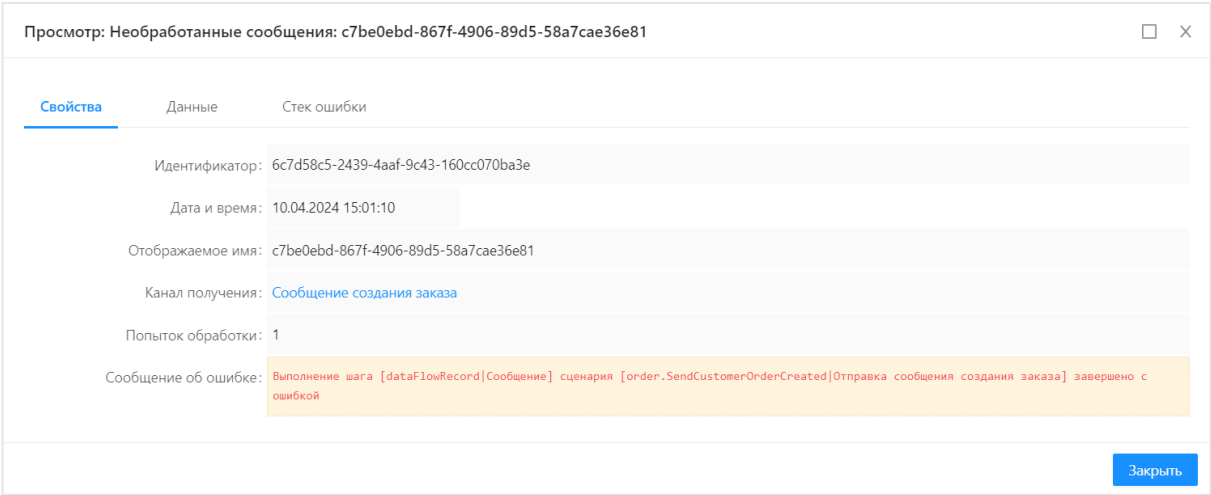 Просмотр: Необработанные сообщения: c7be0ebd-867f-4906-89d5-58a7cae36e81
Свойства Данные Стек ошибки
Идентификатор: 6c7d58c5-2439-4aaf-9c43-160cc070ba3e
Дата и время: 10.04.2024 15:01:10
Отображаемое имя: c7be0ebd-867f-4906-89d5-58a7cae36e81
Канал получения: Сообщение создания заказа
Попыток обработки: 1
Сообщение об ошибке: Выполнение шага [dataFlowRecord|Сообщение] сценария [order.SendCustomerOrderCreated|Отправка сообщения создания заказа] завершено с
ошибкой
Закрыть